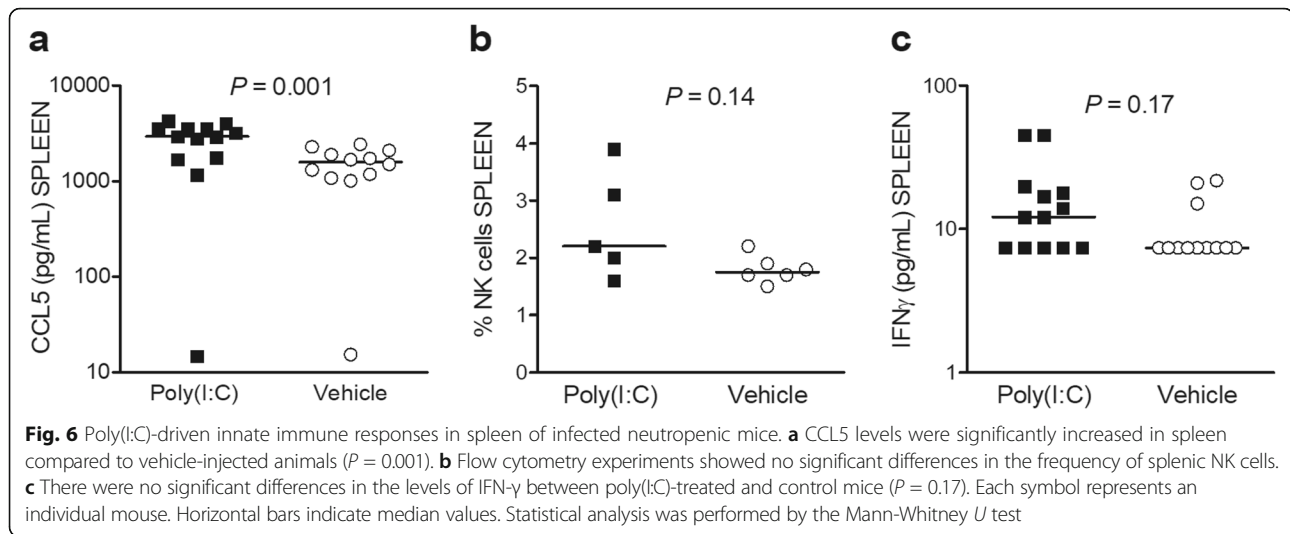 a
b
c
P = 0.001
P = 0.14
P = 0.17
CCL5 (pg/mL) SPLEEN
10000
1000
100
10
Poly(I:C)
Vehicle
% NK cells SPLEEN
5
4
3
2
1
0
Poly(I:C)
Vehicle
IFNγ (pg/mL) SPLEEN
100
10
1
Poly(I:C)
Vehicle
Fig. 6 Poly(I:C)-driven innate immune responses in spleen of infected neutropenic mice. a CCL5 levels were significantly increased in spleen
compared to vehicle-injected animals (P = 0.001). b Flow cytometry experiments showed no significant differences in the frequency of splenic NK cells.
c There were no significant differences in the levels of IFN-γ between poly(I:C)-treated and control mice (P = 0.17). Each symbol represents an
individual mouse. Horizontal bars indicate median values. Statistical analysis was performed by the Mann-Whitney U test